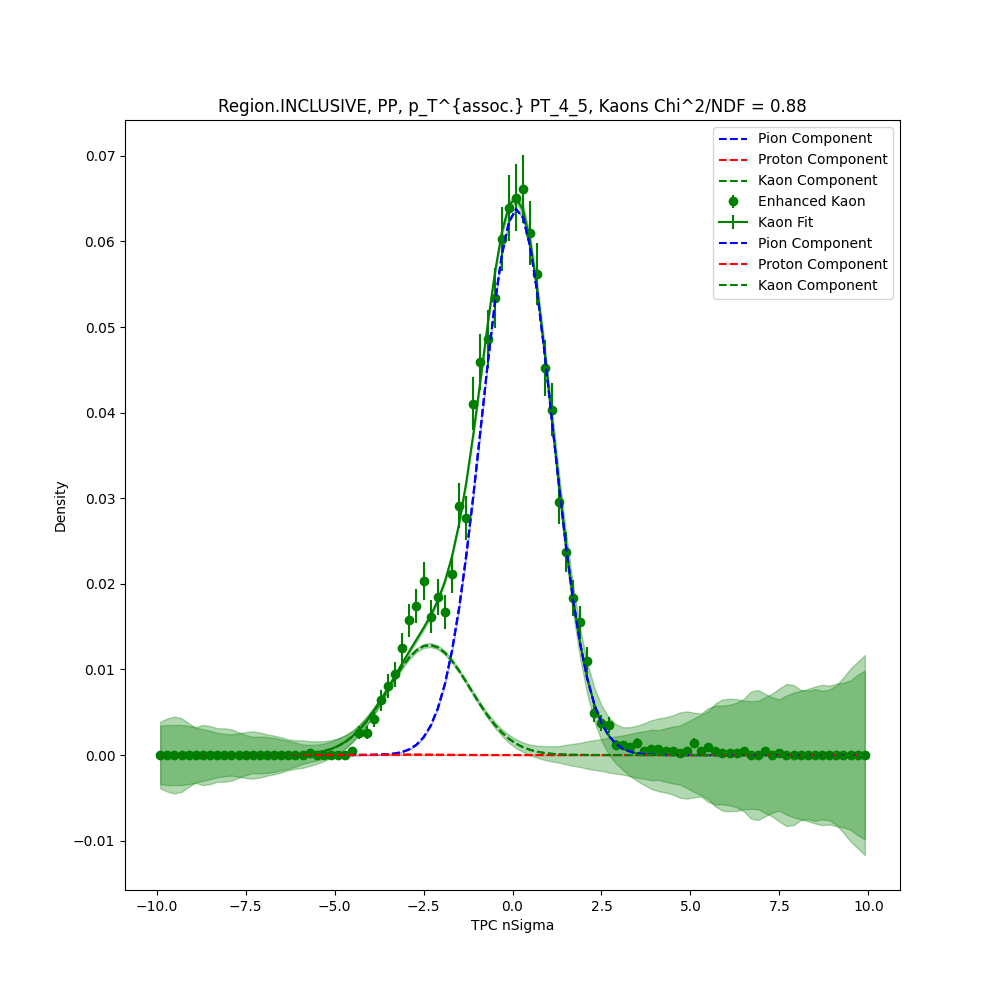 Region.INCLUSIVE, PP, p_T^{assoc.} PT_4_5, Kaons Chi^2/NDF = 0.88
Pion Component
Proton Component
Kaon Component
Enhanced Kaon
Kaon Fit
Pion Component
Proton Component
Kaon Component
0.07
0.06
0.05
0.04
0.03
0.02
0.01
0.00
−0.01
Density
−10.0 −7.5 −5.0 −2.5 0.0 2.5 5.0 7.5 10.0
TPC nSigma